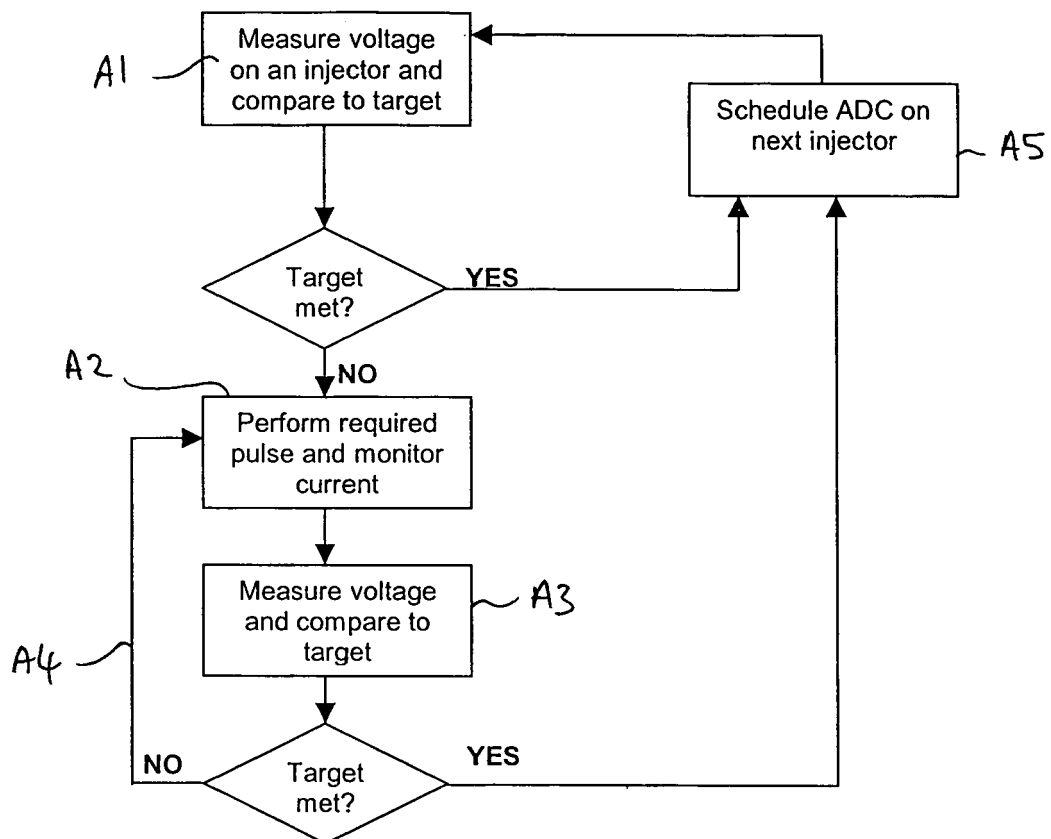 Measure voltage
on an injector and
compare to target
A1
Schedule ADC on
next injector
A5
Target
met?
YES
NO
A2
Perform required
pulse and monitor
current
Measure voltage
and compare to
target
A3
A4
NO
Target
met?
YES